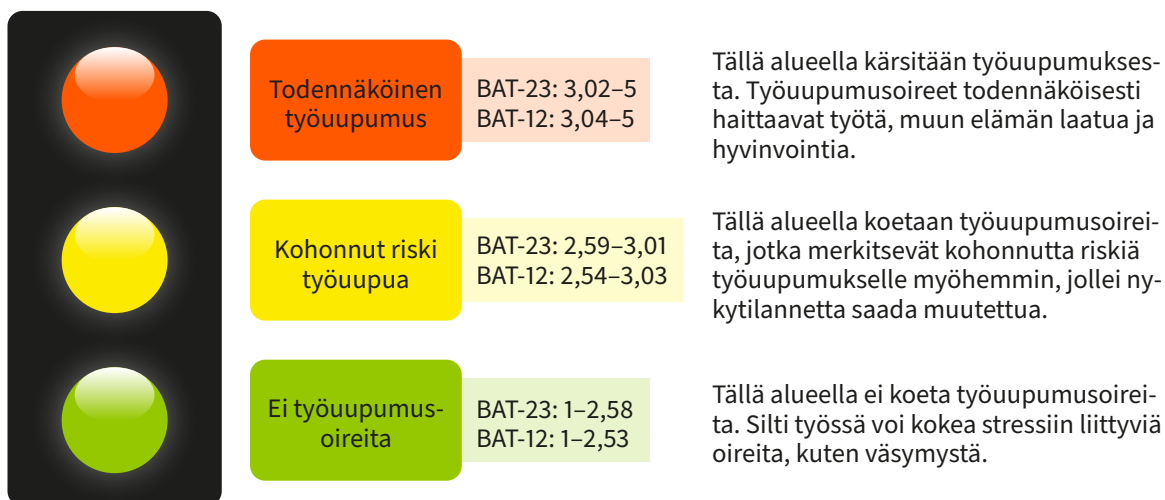 Todennäköinen
työuupumus
BAT-23: 3,02–5
BAT-12: 3,04–5
Tällä alueella kärsitään työuupumukses-
ta. Työuupumusoireet todennäköisesti
haittaavat työtä, muun elämän laatua ja
hyvinvointia.
Kohonnut riski
työuupua
BAT-23: 2,59–3,01
BAT-12: 2,54–3,03
Tällä alueella koetaan työuupumusoirei-
ta, jotka merkitsevät kohonnutta riskiä
työuupumukselle myöhemmin, jollei ny-
kytilannetta saada muutettua.
Ei työuupumus-
oireita
BAT-23: 1–2,58
BAT-12: 1–2,53
Tällä alueella ei koeta työuupumusoirei-
ta. Silti työssä voi kokea stressiin liittyviä
oireita, kuten väsymystä.